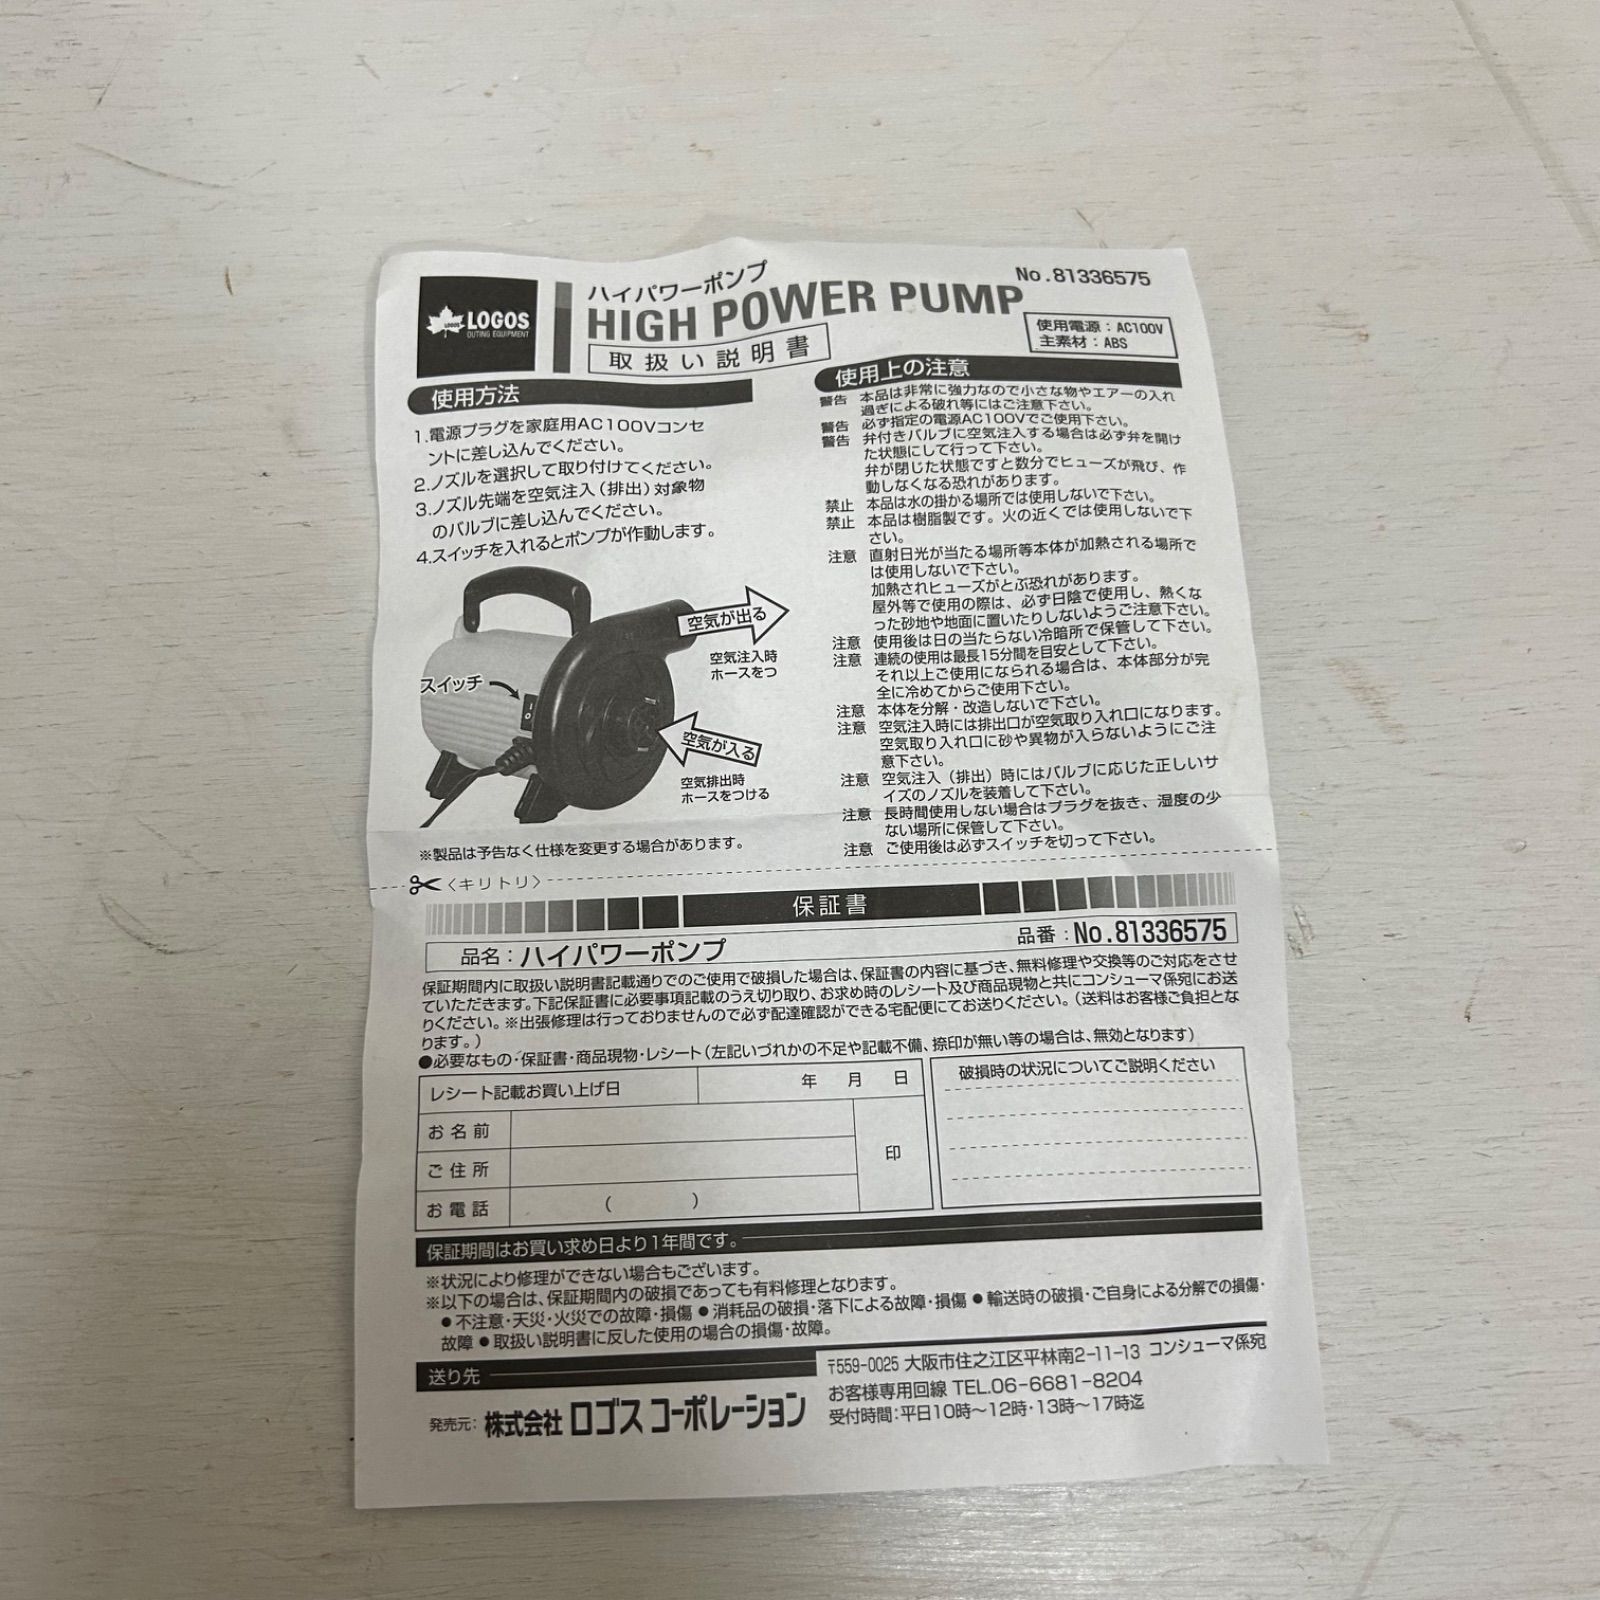 LOGOS
LOGOS
OUTING EQUIPMENT
ハイパワーポンプ
HIGH POWER PUMP
取扱い説明書
No.81336575
使用電源：AC100V
主素材：ABS
使用方法
1.電源プラグを家庭用AC100Vコンセ
ントに差し込んでください。
2.ノズルを選択して取り付けてください。
3.ノズル先端を空気注入（排出）対象物
のバルブに差し込んでください。
4.スイッチを入れるとポンプが作動します。
空気が出る
空気注入時
ホースをつ
スイッチ
I
O
空気が入る
空気排出時
ホースをつける
※製品は予告なく仕様を変更する場合があります。
使用上の注意
警告 本品は非常に強力なので小さな物やエアーの入れ
過ぎによる破れ等にはご注意下さい。
警告 必ず指定の電源AC100Vでご使用下さい。
警告 弁付きバルブに空気注入する場合は必ず弁を開け
た状態にして行って下さい。
弁が閉じた状態ですと数分でヒューズが飛び、作
動しなくなる恐れがあります。
禁止 本品は水の掛かる場所では使用しないで下さい。
禁止 本品は樹脂製です。火の近くでは使用しないで下
さい。
注意 直射日光が当たる場所等本体が加熱される場所で
は使用しないで下さい。
加熱されヒューズがとぶ恐れがあります。
屋外等で使用の際は、必ず日陰で使用し、熱くな
った砂地や地面に置いたりしないようご注意下さい。
注意 使用後は日の当たらない冷暗所で保管して下さい。
注意 連続の使用は最長15分間を目安として下さい。
それ以上ご使用になられる場合は、本体部分が完
全に冷めてからご使用下さい。
注意 本体を分解・改造しないで下さい。
注意 空気注入時には排出口が空気取り入れ口になります。
空気取り入れ口に砂や異物が入らないようにご注
意下さい。
注意 空気注入（排出）時にはバルブに応じた正しいサ
イズのノズルを装着して下さい。
注意 長時間使用しない場合はプラグを抜き、湿度の少
ない場所に保管して下さい。
注意 ご使用後は必ずスイッチを切って下さい。
〈キリトリ〉
保証書
品名：ハイパワーポンプ 品番：No.81336575
保証期間内に取扱い説明書記載通りでのご使用で破損した場合は、保証書の内容に基づき、無料修理や交換等のご対応をさせ
ていただきます。下記保証書に必要事項記載のうえ切り取り、お求め時のレシート及び商品現物と共にコンシューマ係宛にお送
りください。※出張修理は行っておりませんので必ず配達確認ができる宅配便にてお送りください。（送料はお客様ご負担とな
ります。）
●必要なもの・保証書・商品現物・レシート（左記いづれかの不足や記載不備、捺印が無い等の場合は、無効となります）
レシート記載お買い上げ日 年 月 日
お名前
印
ご住所
お電話 （ ）
破損時の状況についてご説明ください
保証期間はお買い求め日より1年間です。
※状況により修理ができない場合もございます。
※以下の場合は、保証期間内の破損であっても有料修理となります。
●不注意・天災・火災での故障・損傷 ●消耗品の破損・落下による故障・損傷 ●輸送時の破損・ご自身による分解での損傷・
故障 ●取扱い説明書に反した使用の場合の損傷・故障。
送り先
〒559-0025 大阪市住之江区平林南2-11-13 コンシューマ係宛
お客様専用回線 TEL.06-6681-8204
受付時間：平日10時〜12時・13時〜17時迄
発売元：株式会社 ロゴス コーポレーション